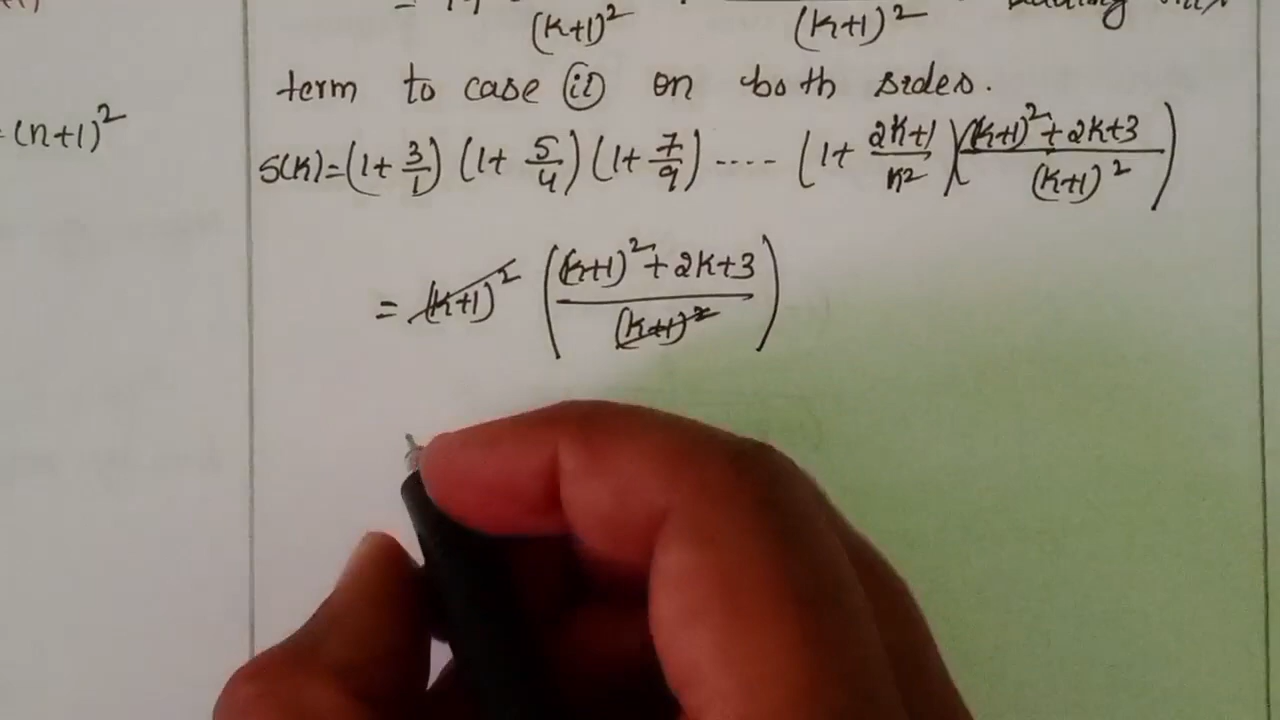 = (n+1)²
(k+1)² (k+1)²
term to case (ii) on both sides.
S(k)=(1+ 3/1) (1+ 5/4) (1+ 7/9) ..... (1+ 2k+1/k²)((k+1)²+2k+3/(k+1)²)
= (k+1)² ((k+1)²+2k+3/(k+1)²)